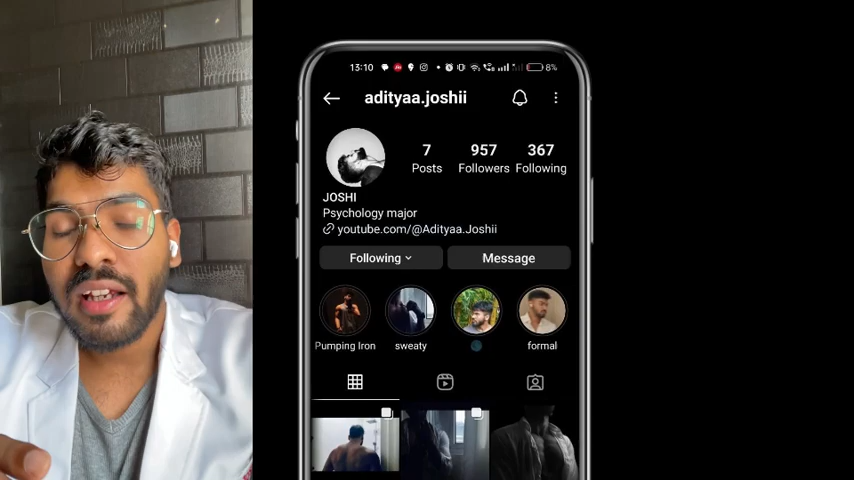 13:10
8%
adityaa.joshii
7 957 367
Posts Followers Following
JOSHI
Psychology major
youtube.com/@Adityaa.Joshii
Following Message
Pumping Iron sweaty formal